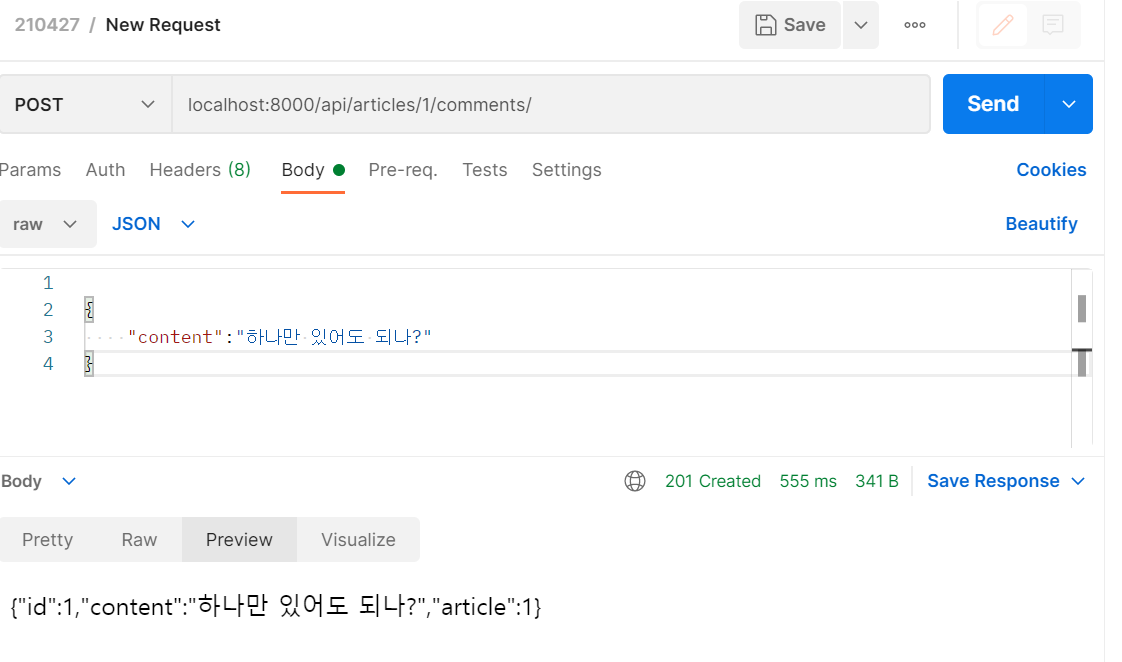 210427 / New Request Save ooo
POST localhost:8000/api/articles/1/comments/ Send
Params Auth Headers (8) Body Pre-req. Tests Settings Cookies
raw JSON Beautify
1
2 {
3 "content":"하나만 있어도 되나?"
4 }
Body 201 Created 555 ms 341 B Save Response
Pretty Raw Preview Visualize
{"id":1,"content":"하나만 있어도 되나?","article":1}